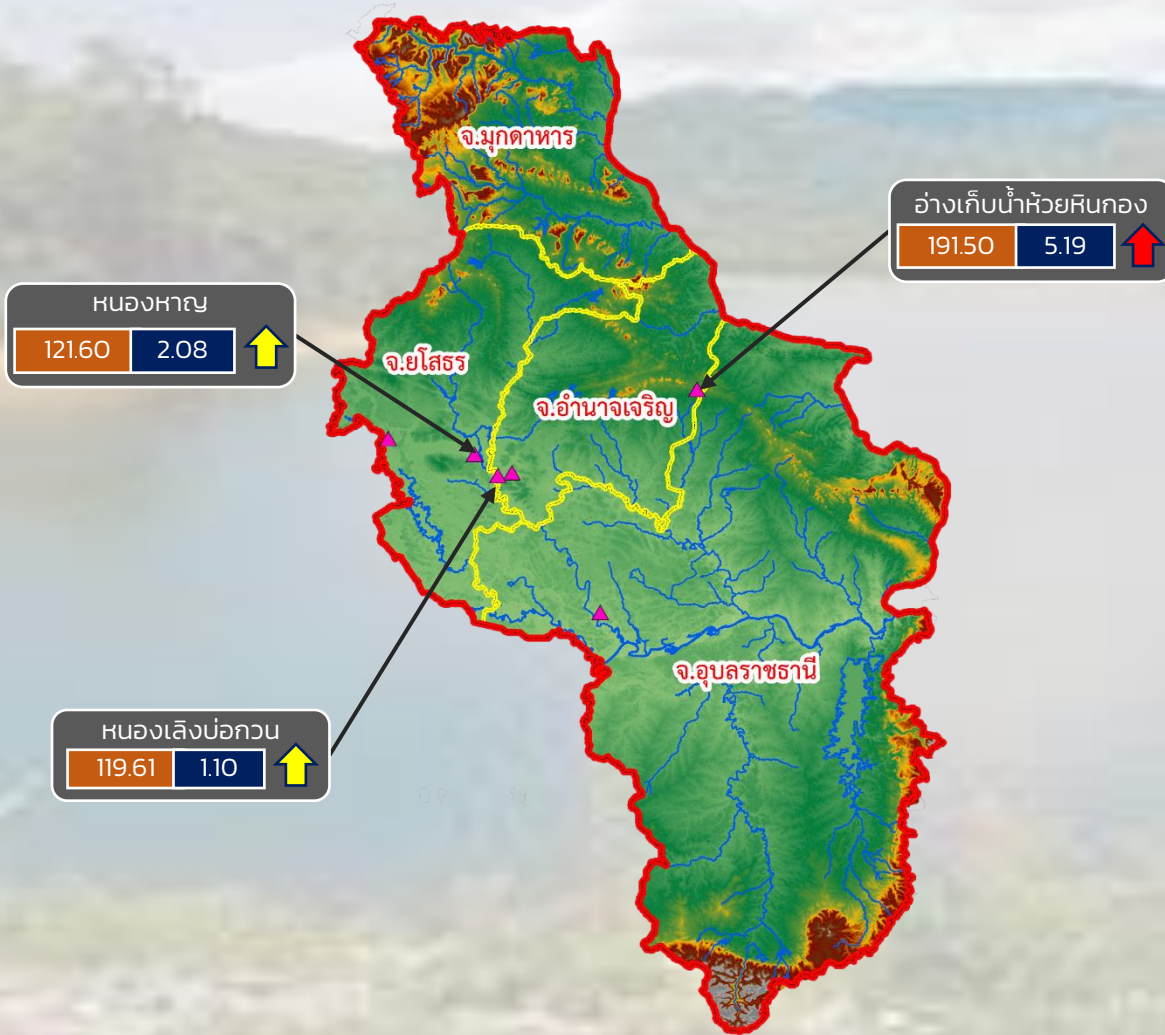 จ.มุกดาหาร
อ่างเก็บน้ำห้วยหินกอง
191.50 5.19
หนองหาญ
121.60 2.08
จ.ยโสธร
จ.อำนาจเจริญ
จ.อุบลราชธานี
หนองเลิงบ่อกวน
119.61 1.10